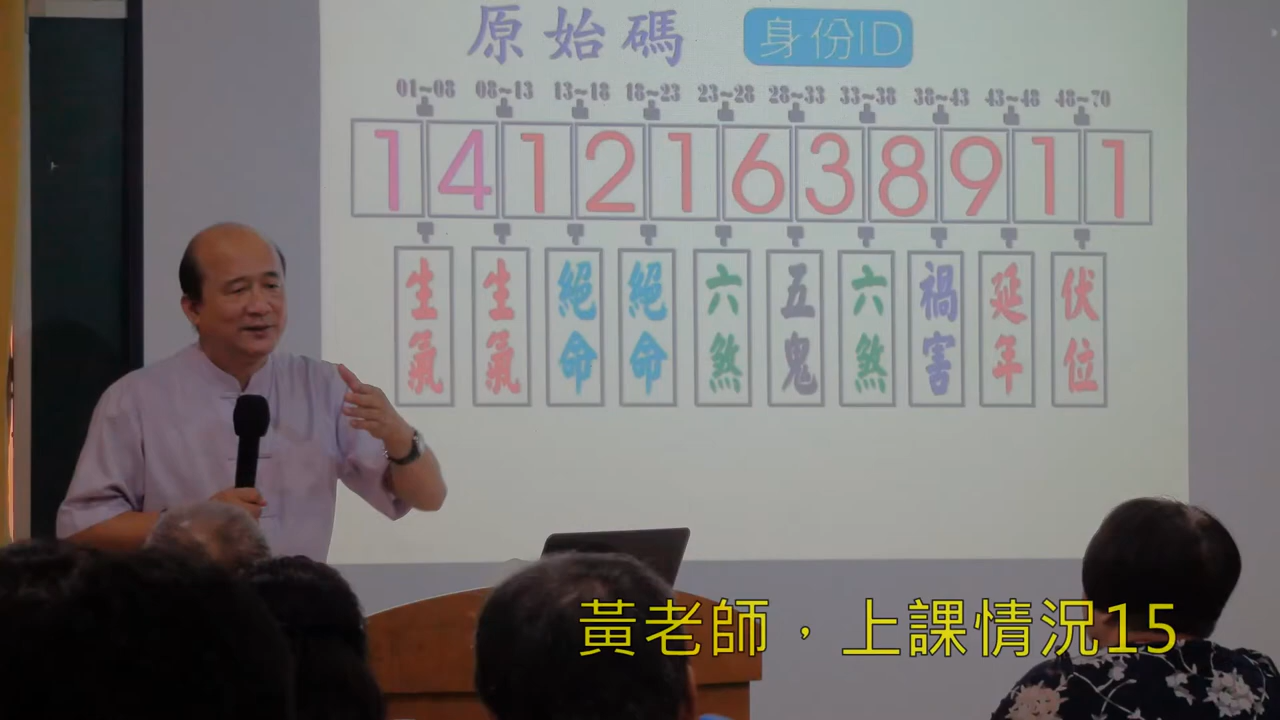 原始碼 身份ID
01~08 08~13 13~18 18~23 23~28 28~33 33~38 38~43 43~48 48~70
1 4 1 2 1 6 3 8 9 1 1
生氣 生氣 絕命 絕命 六煞 五鬼 六煞 禍害 延年 伏位
黃老師，上課情況15